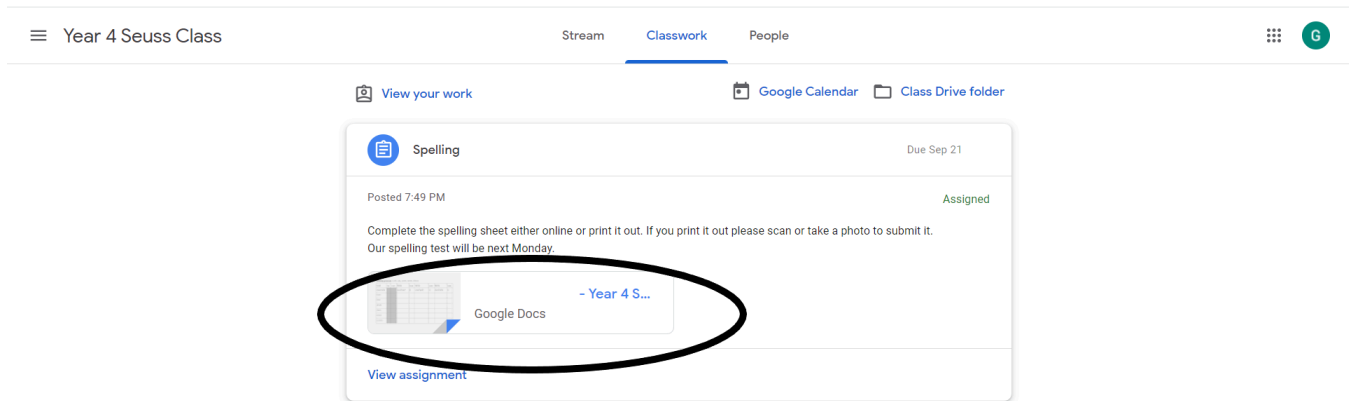 Year 4 Seuss Class
Stream
Classwork
People
G
View your work
Google Calendar
Class Drive folder
Spelling
Due Sep 21
Posted 7:49 PM
Assigned
Complete the spelling sheet either online or print it out. If you print it out please scan or take a photo to submit it.
Our spelling test will be next Monday.
- Year 4 S...
Google Docs
View assignment